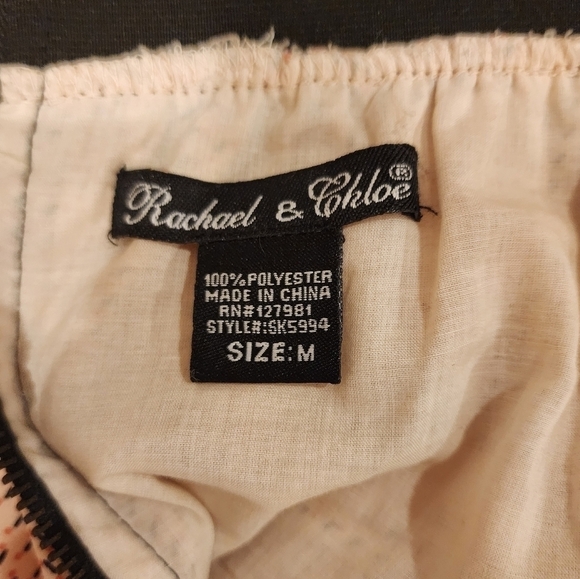 Rachael & Chloe®
100%POLYESTER
MADE IN CHINA
RN#127981
STYLE#:SK5994
SIZE:M